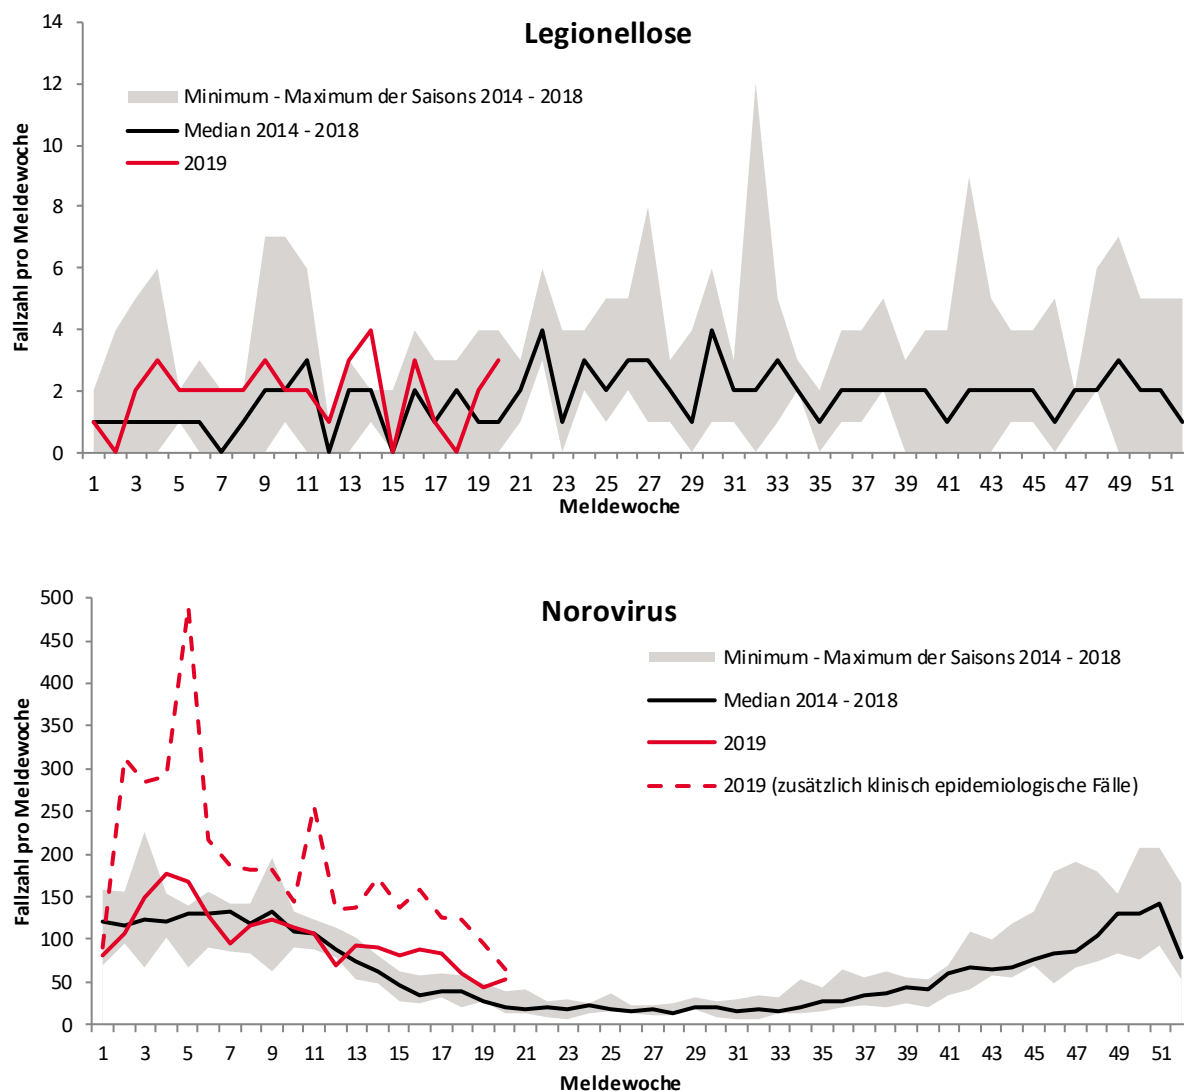 Legionellose
Fallzahl pro Meldewoche
14
12
10
8
6
4
2
0
Minimum - Maximum der Saisons 2014 - 2018
Median 2014 - 2018
2019
1 3 5 7 9 11 13 15 17 19 21 23 25 27 29 31 33 35 37 39 41 43 45 47 49 51
Meldewoche
Norovirus
Fallzahl pro Meldewoche
500
450
400
350
300
250
200
150
100
50
0
Minimum - Maximum der Saisons 2014 - 2018
Median 2014 - 2018
2019
2019 (zusätzlich klinisch epidemiologische Fälle)
1 3 5 7 9 11 13 15 17 19 21 23 25 27 29 31 33 35 37 39 41 43 45 47 49 51
Meldewoche